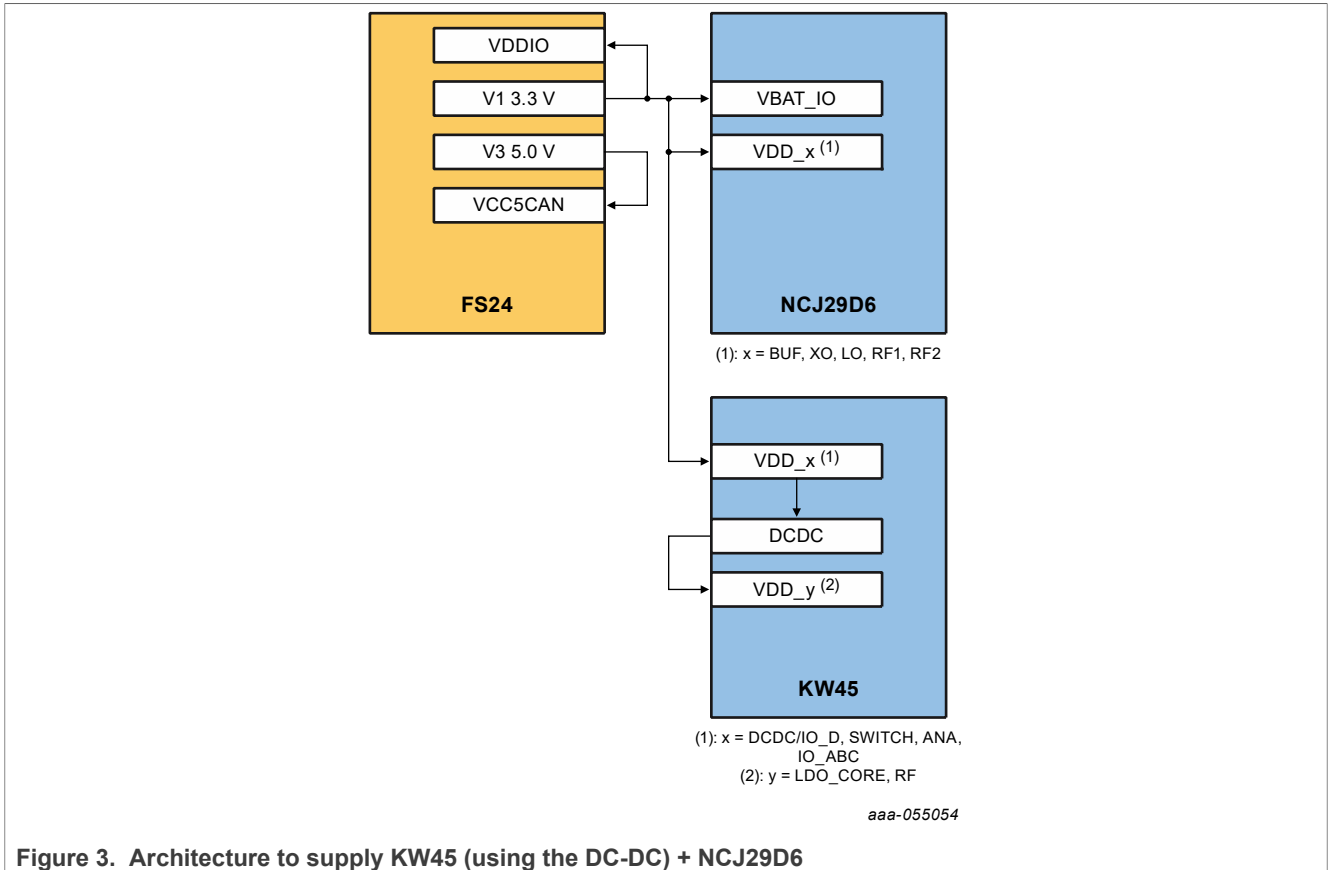 VDDIO
V1 3.3 V
V3 5.0 V
VCC5CAN
FS24
VBAT_IO
VDD_x (1)
NCJ29D6
(1): x = BUF, XO, LO, RF1, RF2
VDD_x (1)
DCDC
VDD_y (2)
KW45
(1): x = DCDC/IO_D, SWITCH, ANA,
IO_ABC
(2): y = LDO_CORE, RF
aaa-055054
Figure 3. Architecture to supply KW45 (using the DC-DC) + NCJ29D6